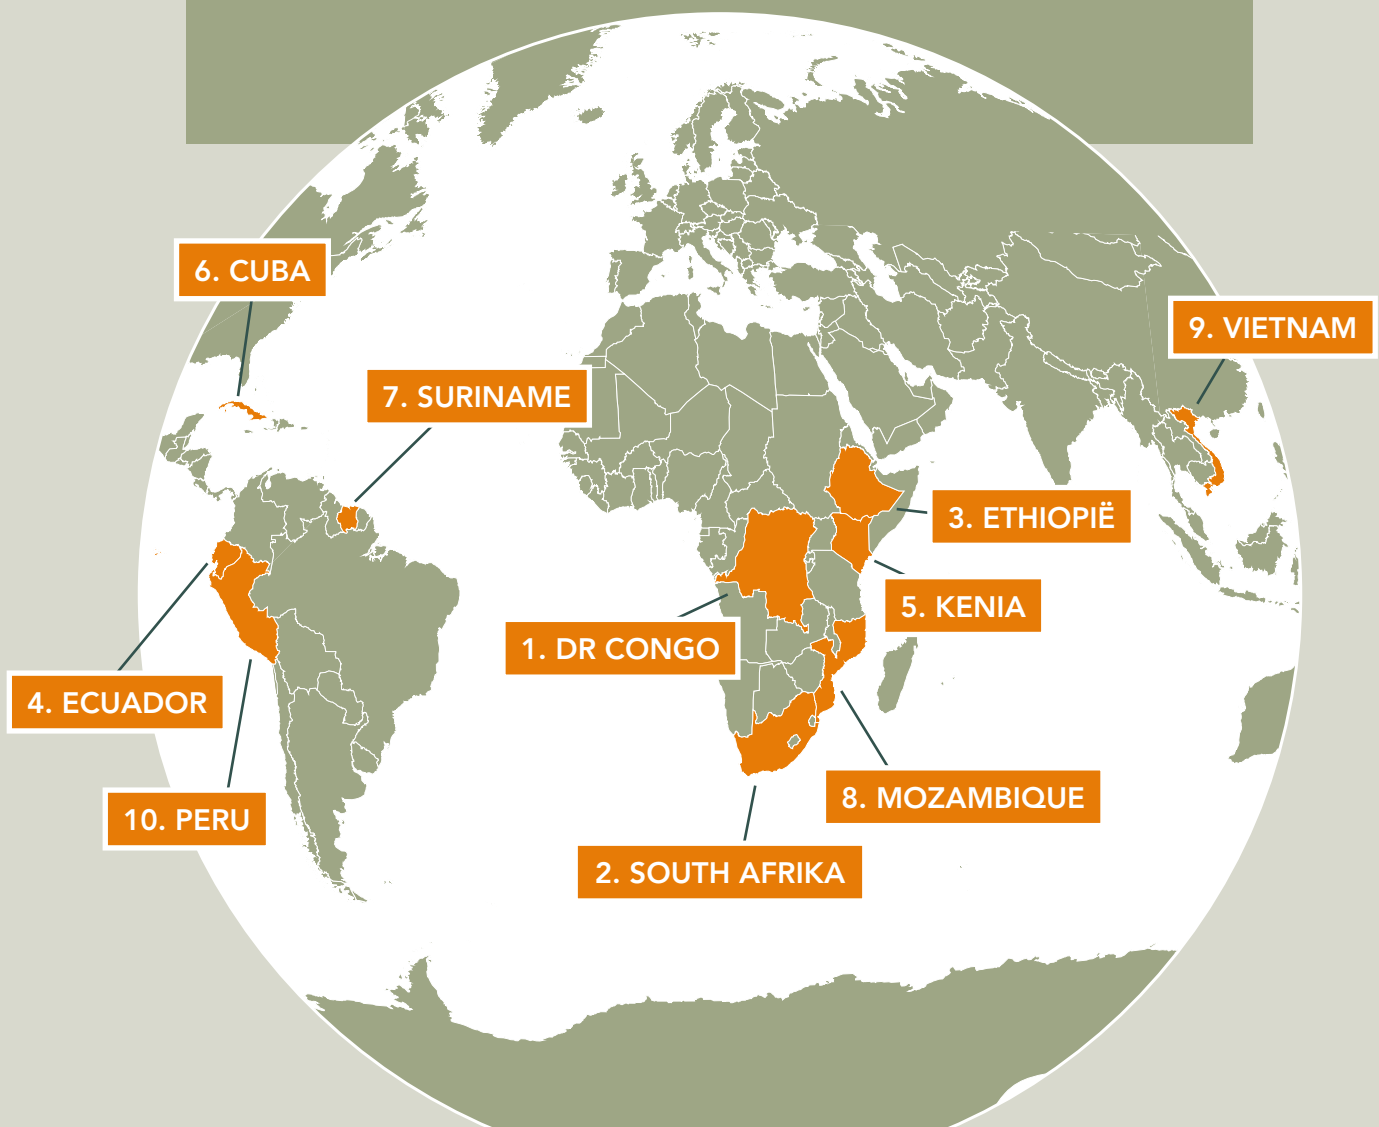 6. CUBA
9. VIETNAM
7. SURINAME
3. ETHIOPIË
5. KENIA
1. DR CONGO
4. ECUADOR
8. MOZAMBIQUE
10. PERU
2. SOUTH AFRIKA